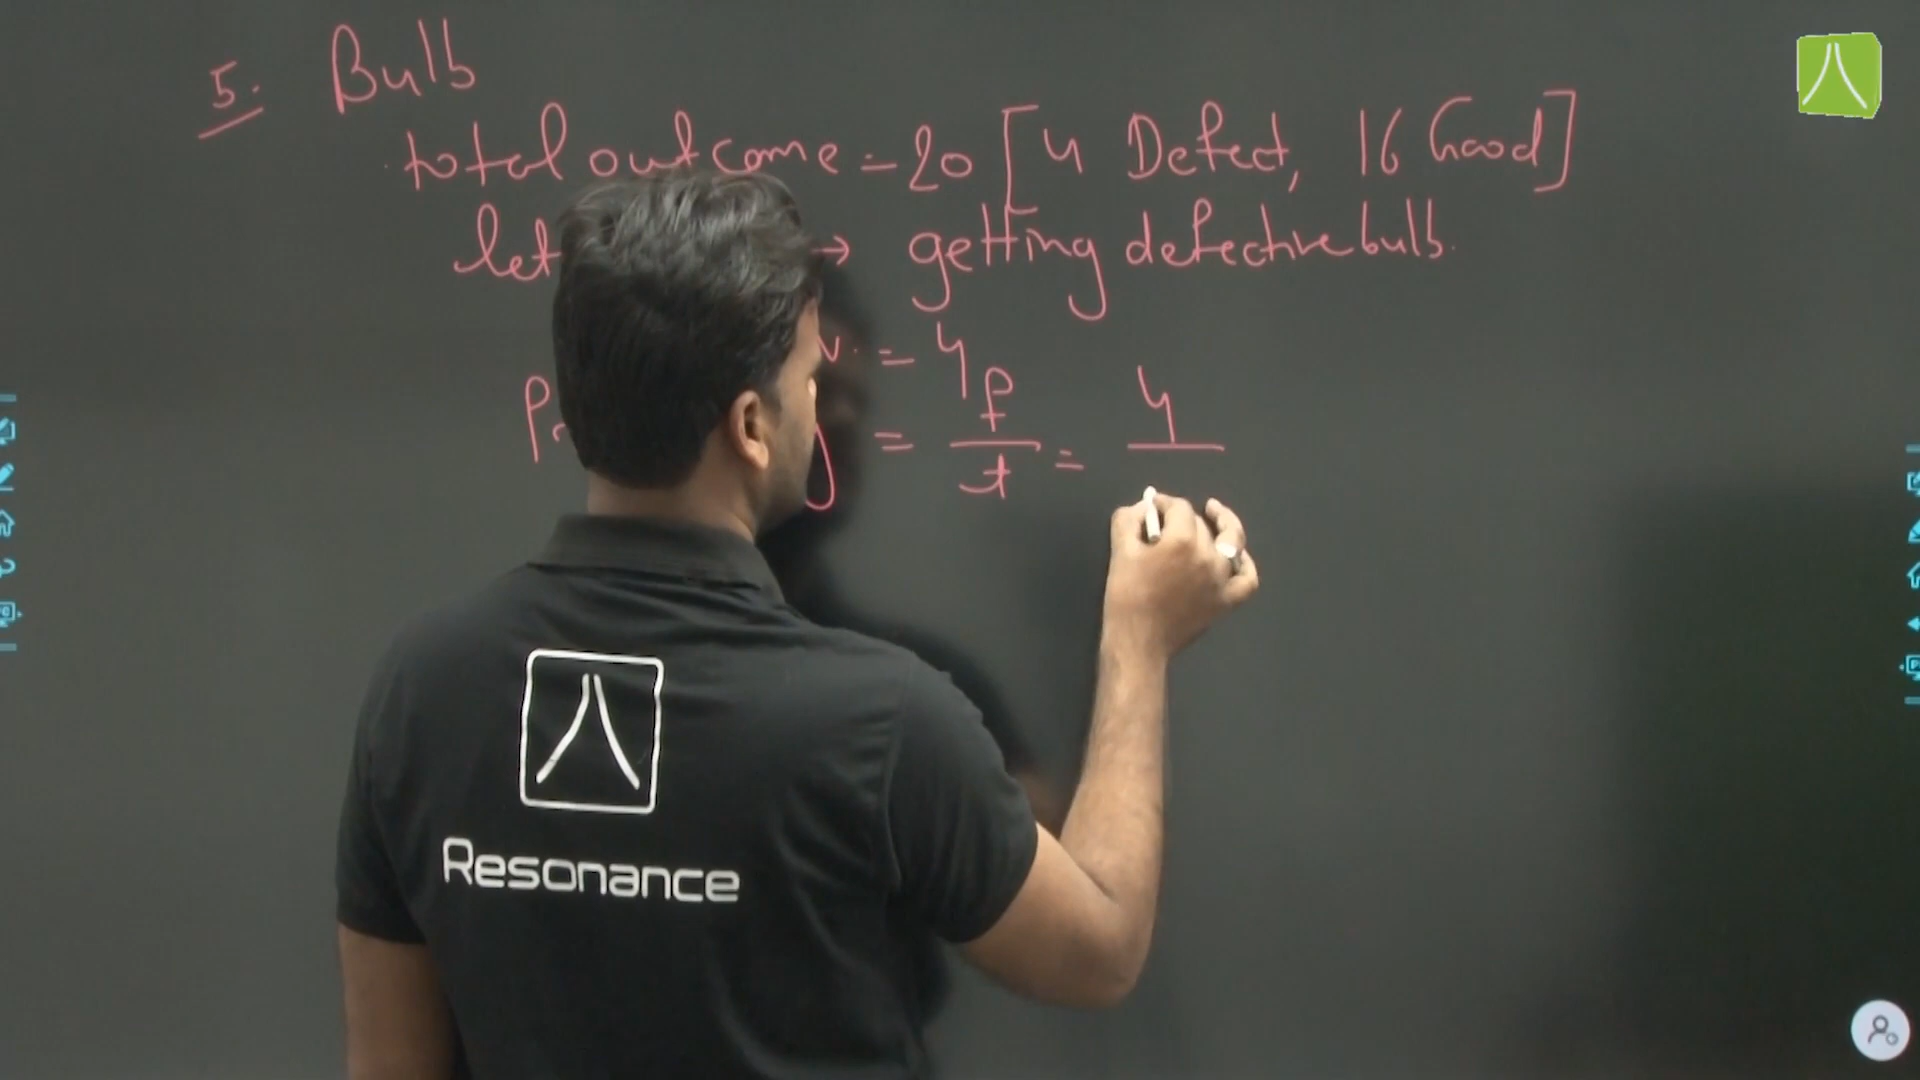 5. Bulb
total outcome = 20 [4 Defect, 16 Good]
let → getting defective bulb.
v. = 4
P y = f/t = 4/
Resonance